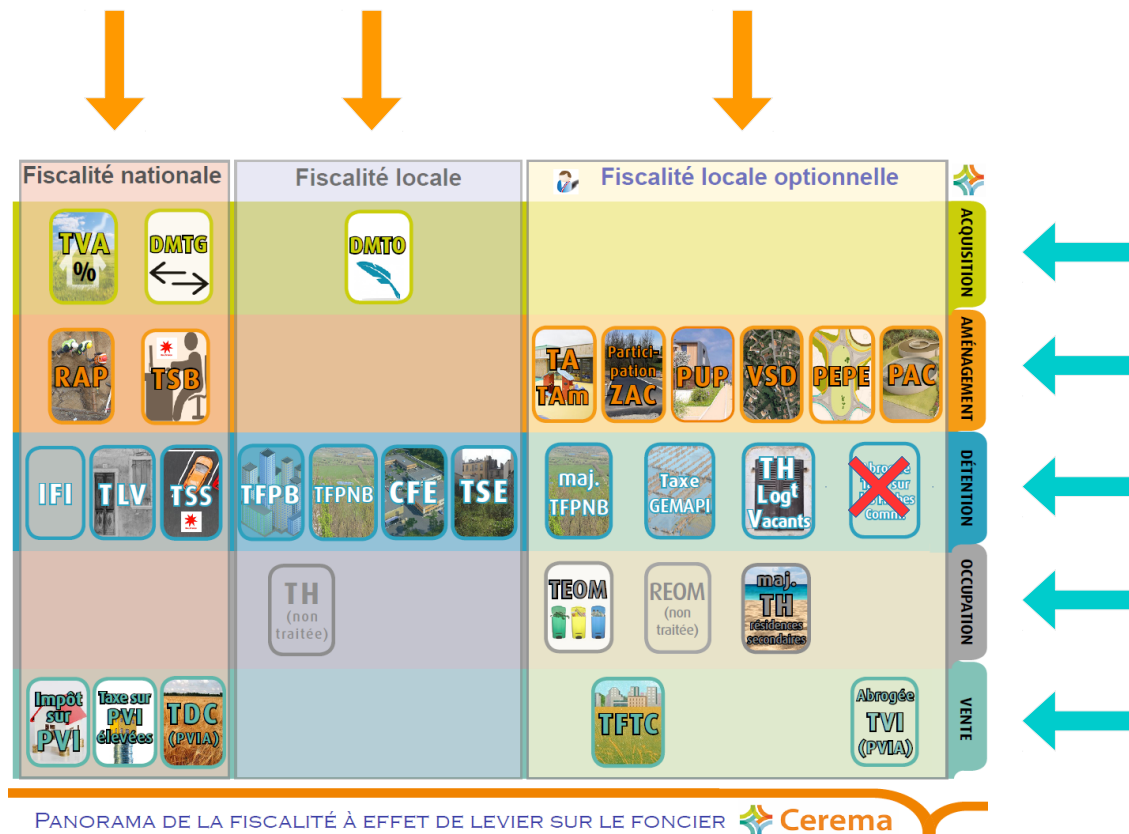 Fiscalité nationale
Fiscalité locale
Fiscalité locale optionnelle
TVA
%
DMTG
DMTO
ACQUISITION
RAP
TSB
TA
TAm
Partici-
pation
ZAC
PUP
VSD
PEPE
PAC
AMÉNAGEMENT
IFI
TLV
TSS
TFPB
TFPNB
CFE
TSE
maj.
TFPNB
Taxe
GEMAPI
TH
Logt
Vacants
sur
Comm.
DÉTENTION
TH
(non
traitée)
TEOM
REOM
(non
traitée)
maj.
TH
résidences
secondaires
OCCUPATION
Impôt
sur
PVI
Taxe sur
PVI
élevées
TDC
(PVIA)
TFTC
Abrogée
TVI
(PVIA)
VENTE
PANORAMA DE LA FISCALITÉ À EFFET DE LEVIER SUR LE FONCIER
Cerema